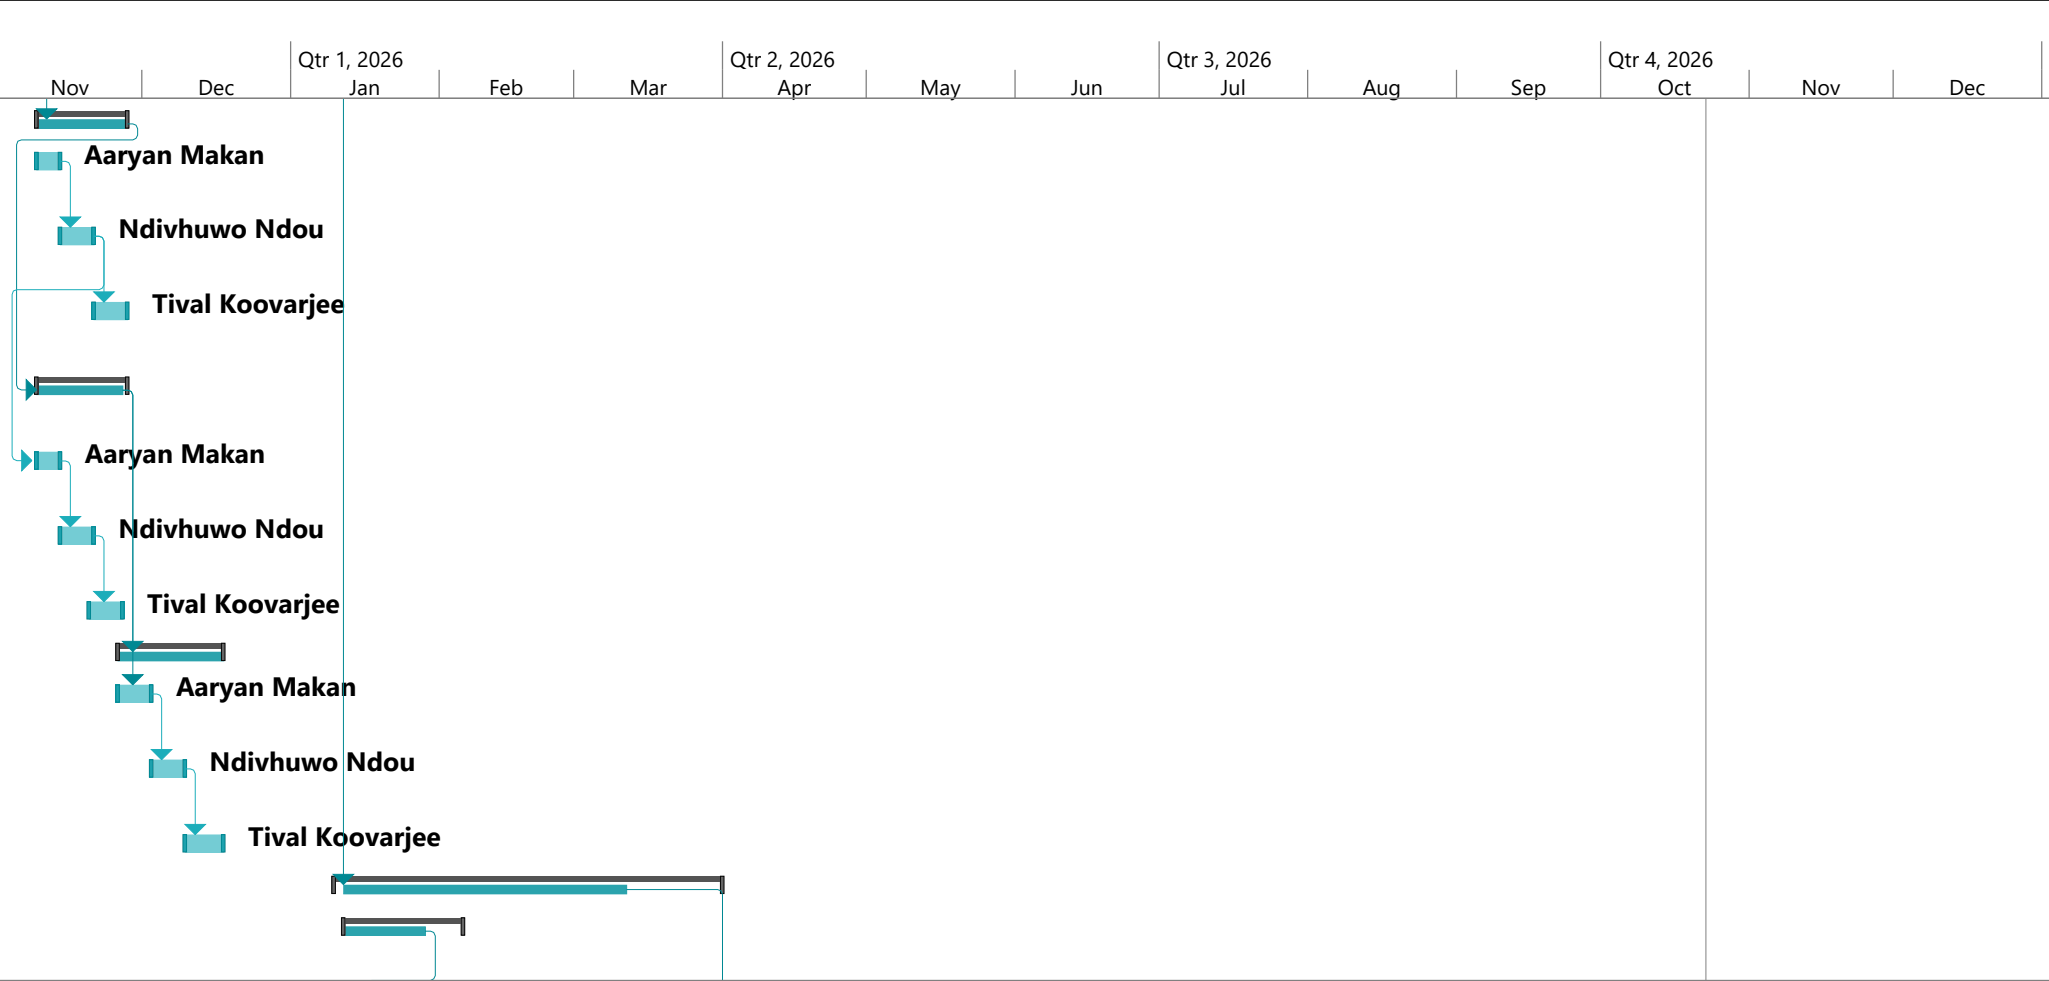 Qtr 1, 2026 Qtr 2, 2026 Qtr 3, 2026 Qtr 4, 2026
Nov Dec Jan Feb Mar Apr May Jun Jul Aug Sep Oct Nov Dec
Aaryan Makan
Ndivhuwo Ndou
Tival Koovarjee
Aaryan Makan
Ndivhuwo Ndou
Tival Koovarjee
Aaryan Makan
Ndivhuwo Ndou
Tival Koovarjee